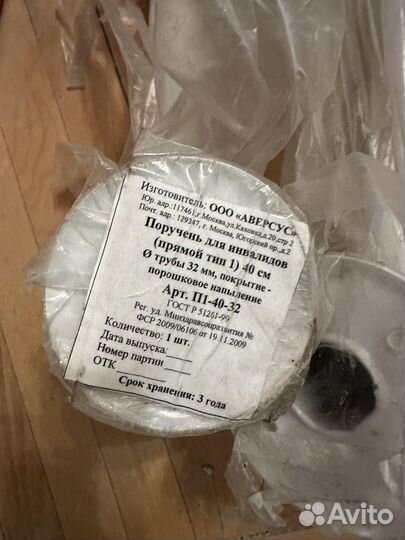 Изготовитель: ООО «АВЕРСУС»
Юр. адр.:117461,г.Москва,ул.Каховка,д.20,стр.2
Почт. адр.: 129347, г. Москва, Югорский пр.,д.2
Поручень для инвалидов
(прямой тип 1) 40 см
Ø трубы 32 мм, покрытие -
порошковое напыление
Арт. П1-40-32
ГОСТ Р 51261-99
Рег. уд. Минздравсоцразвития №
ФСР 2009/06106 от 19.11.2009
Количество: 1 шт.
Дата выпуска:
Номер партии
ОТК
Срок хранения: 3 года
Avito